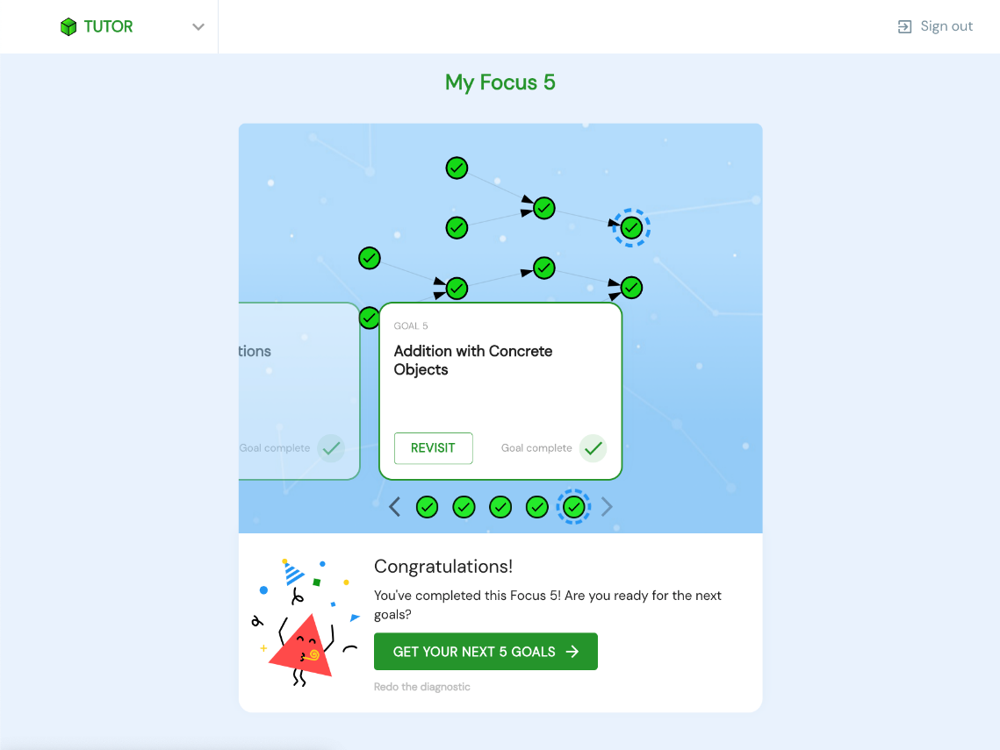 TUTOR
Sign out
My Focus 5
GOAL 5
Addition with Concrete
Objects
tions
REVISIT
Goal complete
Goal complete
Congratulations!
You've completed this Focus 5! Are you ready for the next
goals?
GET YOUR NEXT 5 GOALS
Redo the diagnostic